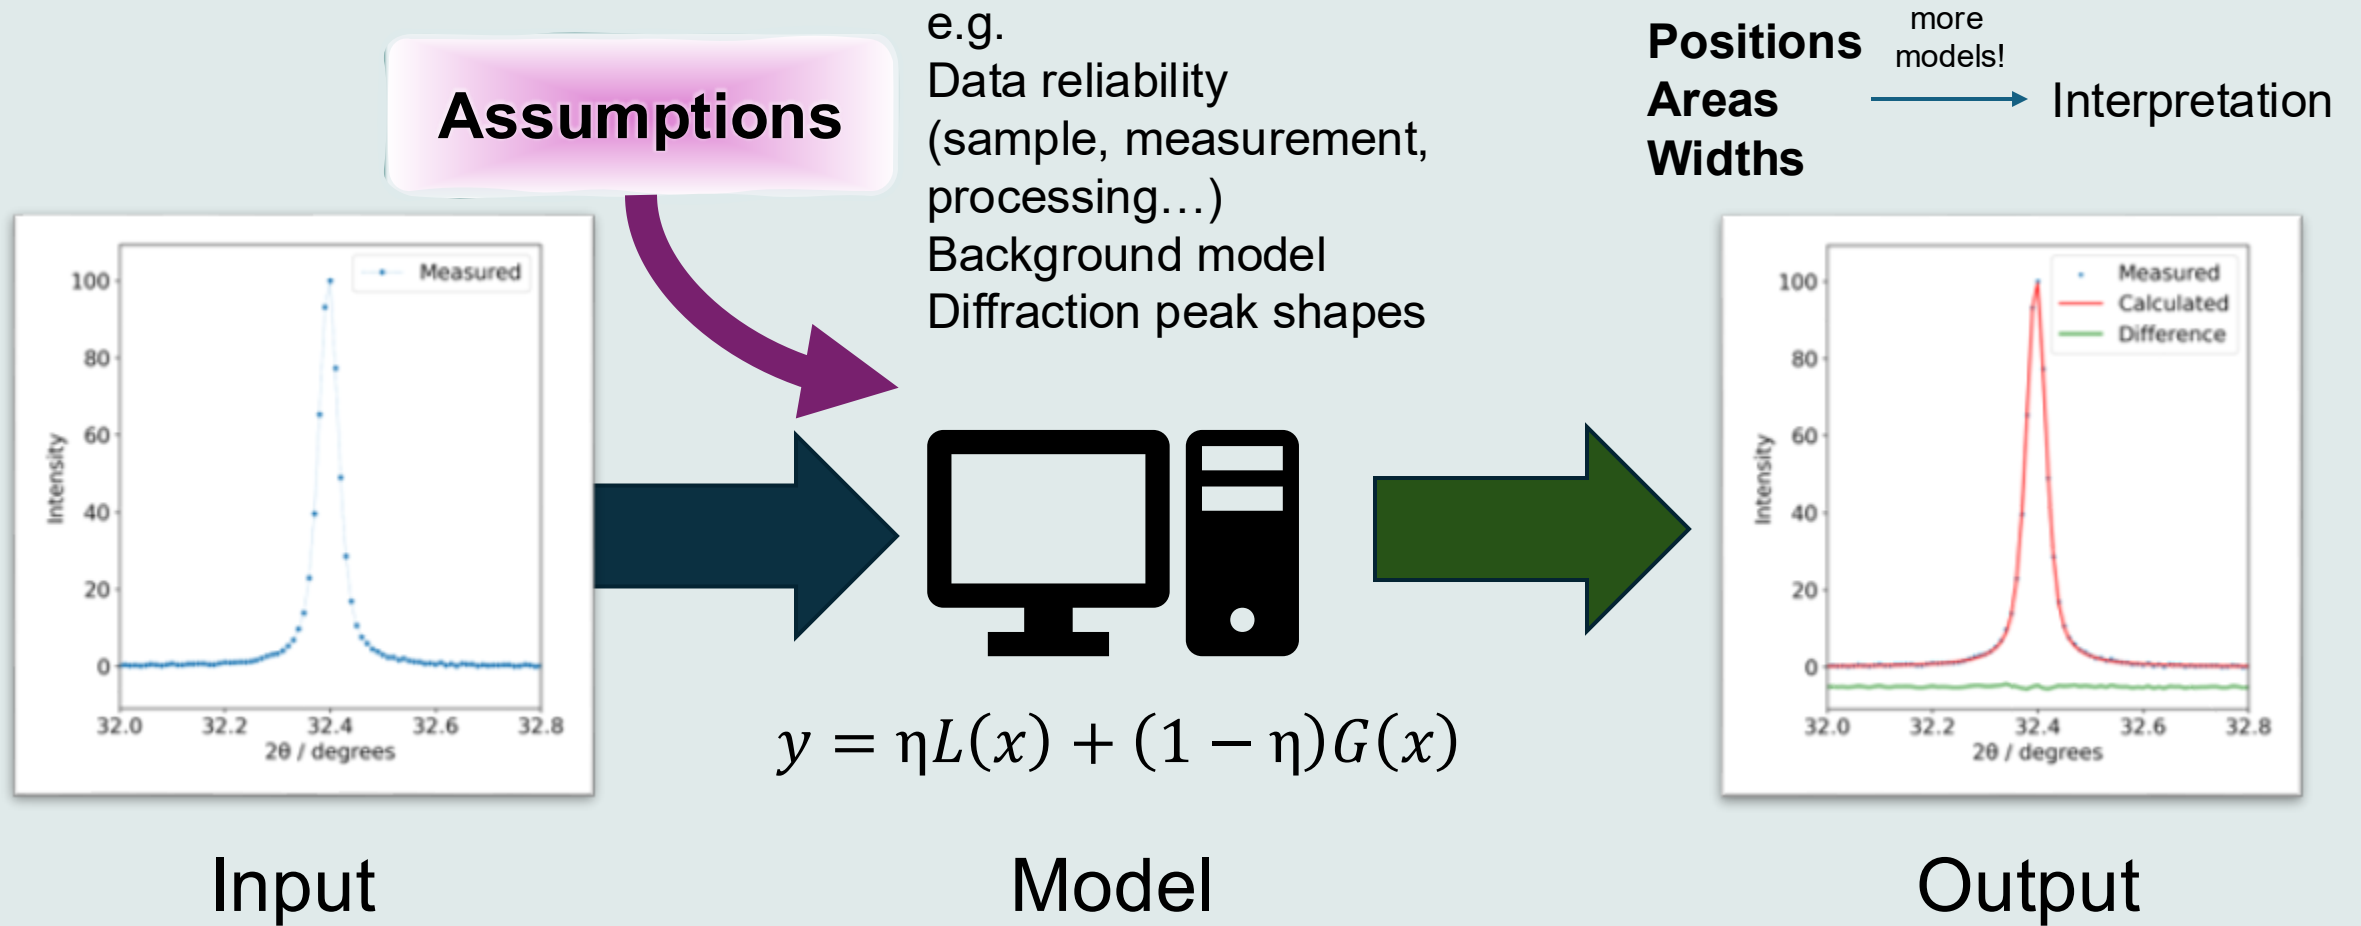 Assumptions
e.g.
Data reliability
(sample, measurement,
processing…)
Background model
Diffraction peak shapes
Positions
Areas
Widths
more
models!
Interpretation
Measured
100
80
60
40
20
0
Intensity
32.0 32.2 32.4 32.6 32.8
2θ / degrees
y = ηL(x) + (1 − η)G(x)
Measured
Calculated
Difference
100
80
60
40
20
0
Intensity
32.0 32.2 32.4 32.6 32.8
2θ / degrees
Input
Model
Output